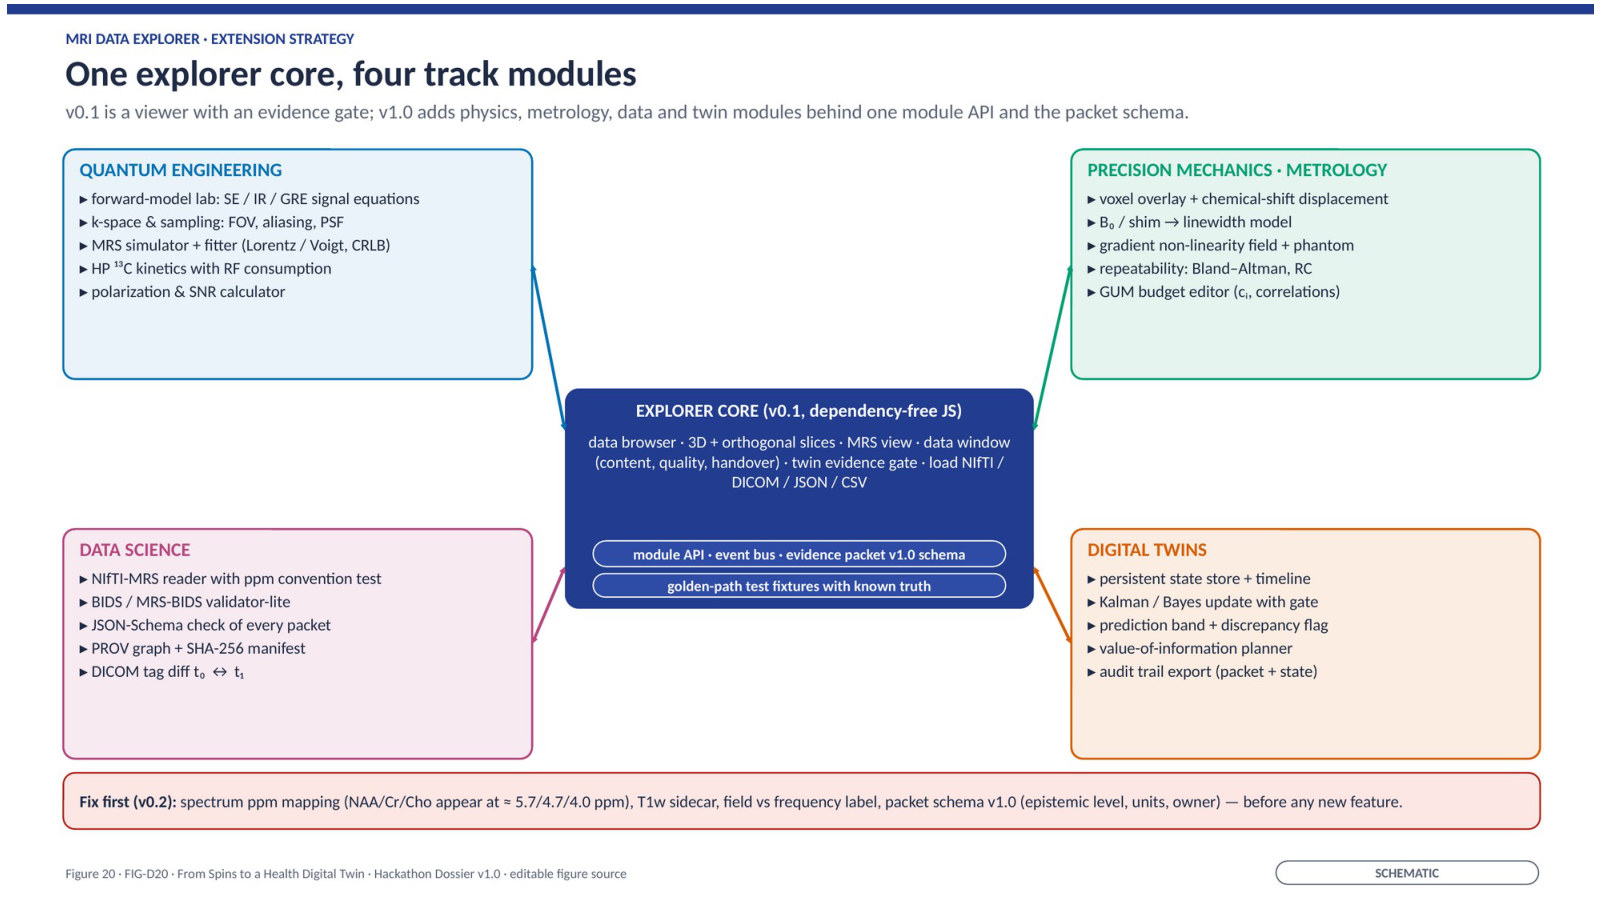 MRI DATA EXPLORER · EXTENSION STRATEGY
One explorer core, four track modules
v0.1 is a viewer with an evidence gate; v1.0 adds physics, metrology, data and twin modules behind one module API and the packet schema.
QUANTUM ENGINEERING
▸ forward-model lab: SE / IR / GRE signal equations
▸ k-space & sampling: FOV, aliasing, PSF
▸ MRS simulator + fitter (Lorentz / Voigt, CRLB)
▸ HP ¹³C kinetics with RF consumption
▸ polarization & SNR calculator
PRECISION MECHANICS · METROLOGY
▸ voxel overlay + chemical-shift displacement
▸ B₀ / shim → linewidth model
▸ gradient non-linearity field + phantom
▸ repeatability: Bland–Altman, RC
▸ GUM budget editor (cᵢ, correlations)
EXPLORER CORE (v0.1, dependency-free JS)
data browser · 3D + orthogonal slices · MRS view · data window
(content, quality, handover) · twin evidence gate · load NIfTI /
DICOM / JSON / CSV
module API · event bus · evidence packet v1.0 schema
golden-path test fixtures with known truth
DATA SCIENCE
▸ NIfTI-MRS reader with ppm convention test
▸ BIDS / MRS-BIDS validator-lite
▸ JSON-Schema check of every packet
▸ PROV graph + SHA-256 manifest
▸ DICOM tag diff t₀ ↔ t₁
DIGITAL TWINS
▸ persistent state store + timeline
▸ Kalman / Bayes update with gate
▸ prediction band + discrepancy flag
▸ value-of-information planner
▸ audit trail export (packet + state)
Fix first (v0.2): spectrum ppm mapping (NAA/Cr/Cho appear at ≈ 5.7/4.7/4.0 ppm), T1w sidecar, field vs frequency label, packet schema v1.0 (epistemic level, units, owner) — before any new feature.
Figure 20 · FIG-D20 · From Spins to a Health Digital Twin · Hackathon Dossier v1.0 · editable figure source
SCHEMATIC